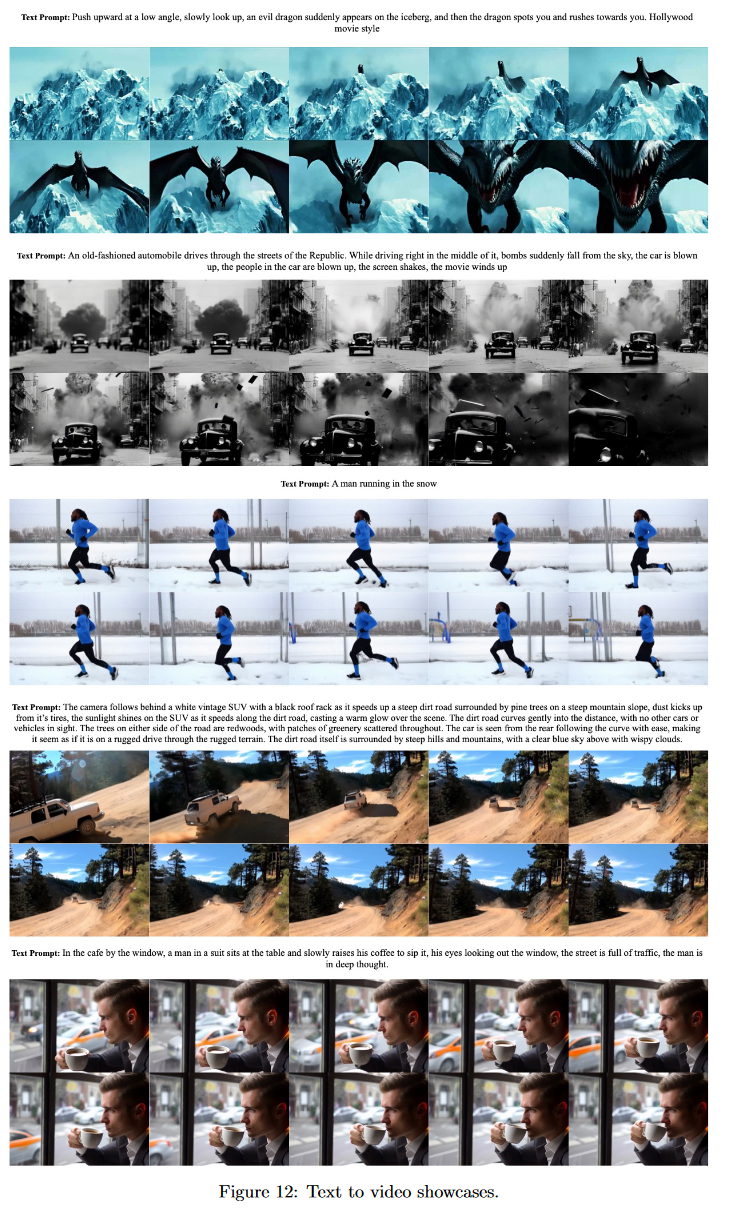 Text Prompt: Push upward at a low angle, slowly look up, an evil dragon suddenly appears on the iceberg, and then the dragon spots you and rushes towards you. Hollywood
movie style
Text Prompt: An old-fashioned automobile drives through the streets of the Republic. While driving right in the middle of it, bombs suddenly fall from the sky, the car is blown
up, the people in the car are blown up, the screen shakes, the movie winds up
Text Prompt: A man running in the snow
Text Prompt: The camera follows behind a white vintage SUV with a black roof rack as it speeds up a steep dirt road surrounded by pine trees on a steep mountain slope, dust kicks up
from it's tires, the sunlight shines on the SUV as it speeds along the dirt road, casting a warm glow over the scene. The dirt road curves gently into the distance, with no other cars or
vehicles in sight. The trees on either side of the road are redwoods, with patches of greenery scattered throughout. The car is seen from the rear following the curve with ease, making
it seem as if it is on a rugged drive through the rugged terrain. The dirt road itself is surrounded by steep hills and mountains, with a clear blue sky above with wispy clouds.
Text Prompt: In the cafe by the window, a man in a suit sits at the table and slowly raises his coffee to sip it, his eyes looking out the window, the street is full of traffic, the man is
in deep thought.
Figure 12: Text to video showcases.